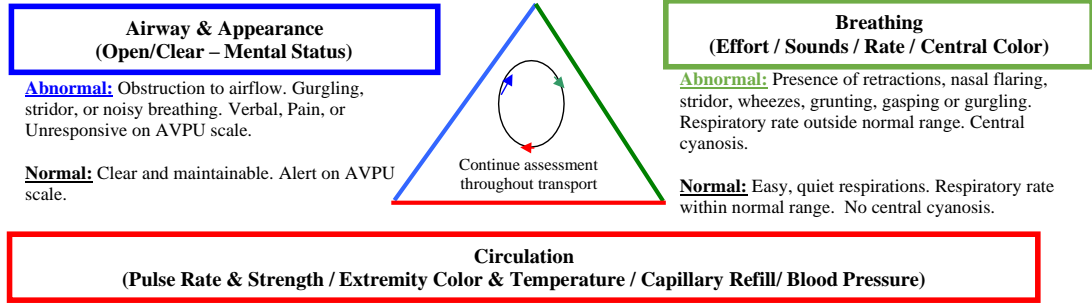 Airway & Appearance
(Open/Clear – Mental Status)
Abnormal: Obstruction to airflow. Gurgling,
stridor, or noisy breathing. Verbal, Pain, or
Unresponsive on AVPU scale.
Normal: Clear and maintainable. Alert on AVPU
scale.
Continue assessment
throughout transport
Breathing
(Effort / Sounds / Rate / Central Color)
Abnormal: Presence of retractions, nasal flaring,
stridor, wheezes, grunting, gasping or gurgling.
Respiratory rate outside normal range. Central
cyanosis.
Normal: Easy, quiet respirations. Respiratory rate
within normal range.  No central cyanosis.
Circulation
(Pulse Rate & Strength / Extremity Color & Temperature / Capillary Refill/ Blood Pressure)